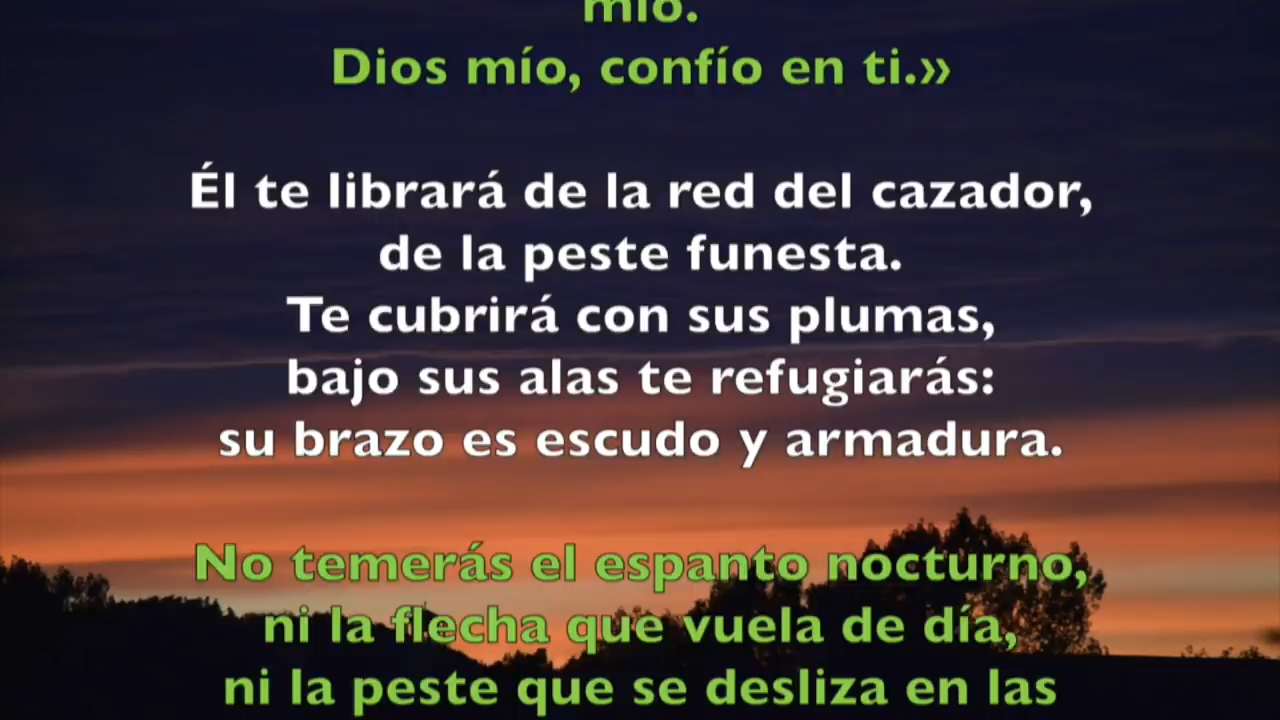 mío.
Dios mío, confío en ti.»
Él te librará de la red del cazador,
de la peste funesta.
Te cubrirá con sus plumas,
bajo sus alas te refugiarás:
su brazo es escudo y armadura.
No temerás el espanto nocturno,
ni la flecha que vuela de día,
ni la peste que se desliza en las